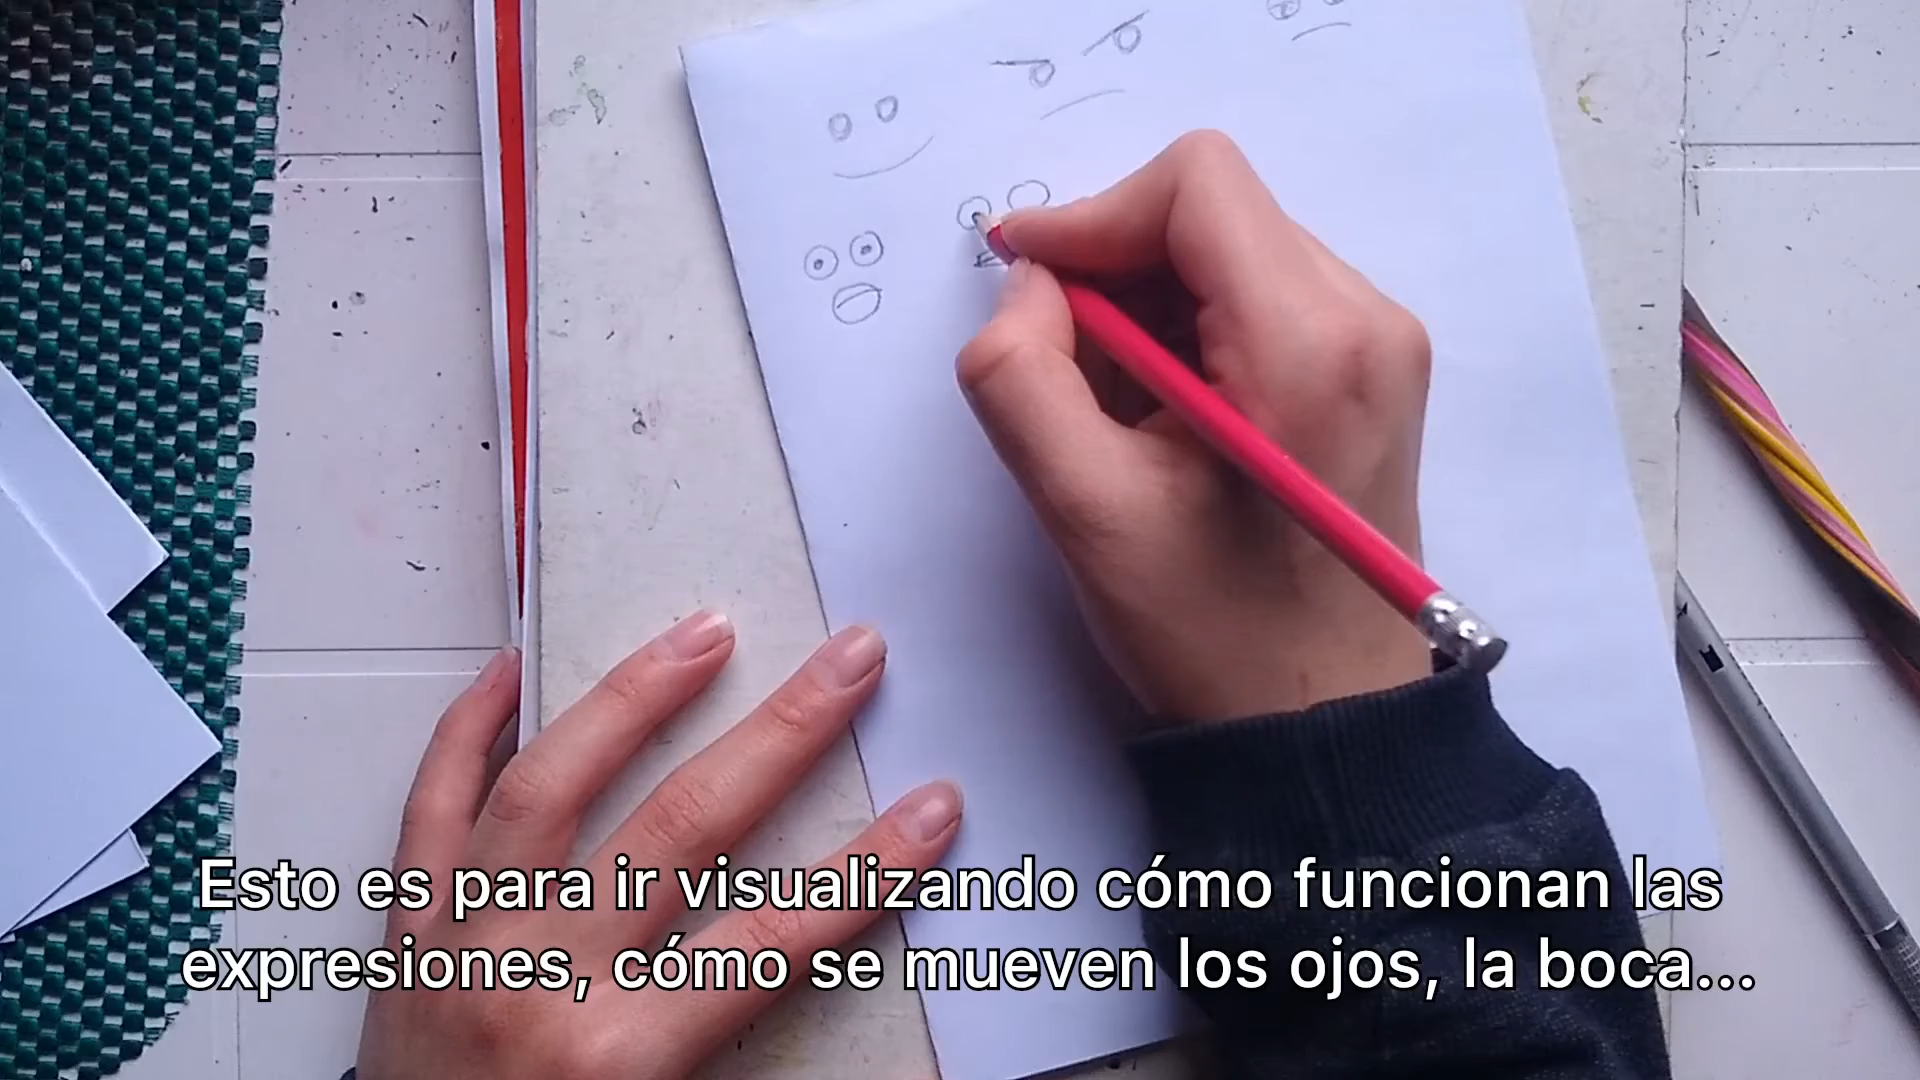 Esto es para ir visualizando cómo funcionan las
expresiones, cómo se mueven los ojos, la boca...